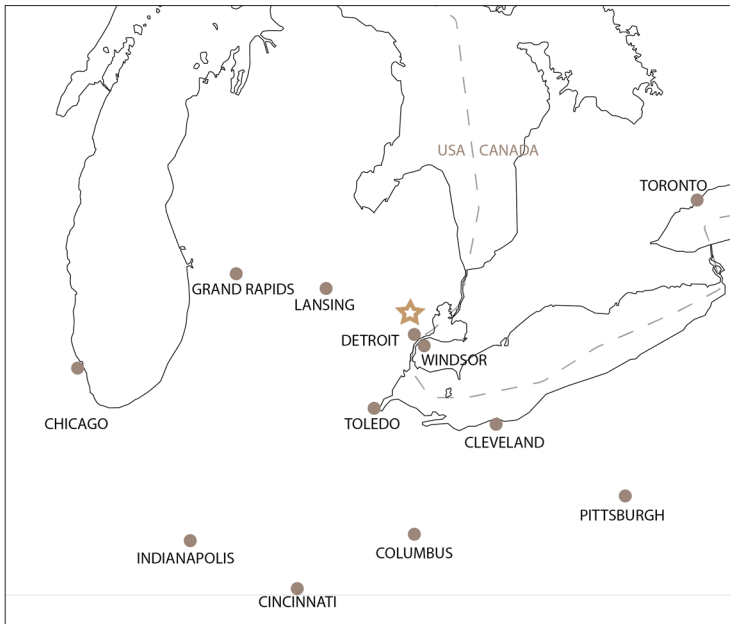 USA CANADA
TORONTO
GRAND RAPIDS
LANSING
DETROIT
WINDSOR
CHICAGO
TOLEDO
CLEVELAND
PITTSBURGH
INDIANAPOLIS
COLUMBUS
CINCINNATI